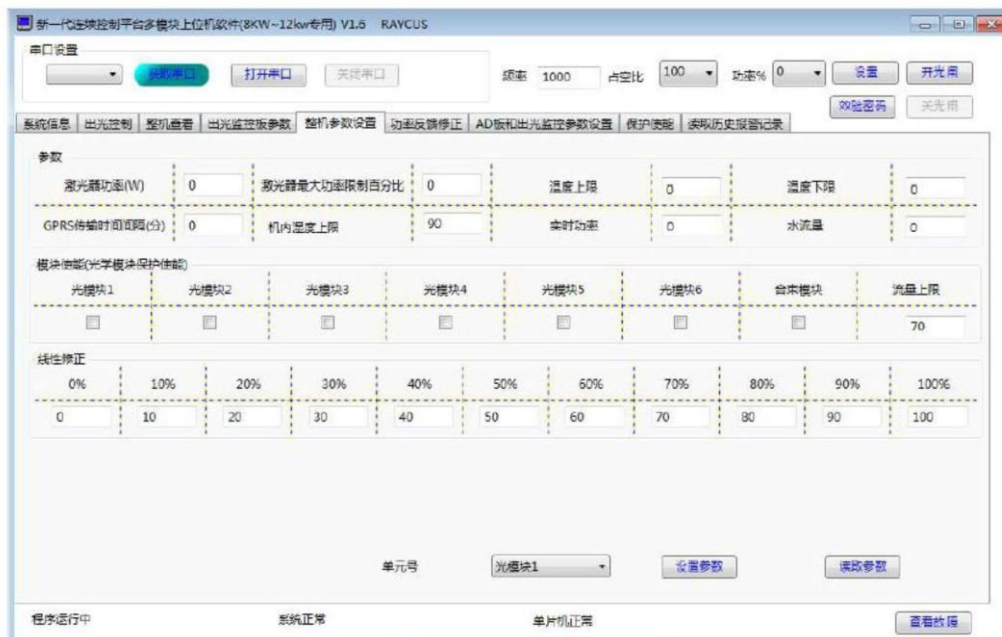 新一代连续控制平台多模块上位机软件(8KW~12kw专用) V1.6 RAYCUS
串口设置
获取串口 打开串口 关闭串口 频率 1000 占空比 100 功率% 0 设置 开光闸
效验密码 关光闸
系统信息 出光控制 整机查看 出光监控板参数 整机参数设置 功率反馈修正 AD板和出光监控参数设置 保护使能 读取历史报警记录
参数
激光器功率(W) 0 激光器最大功率限制百分比 0 温度上限 0 温度下限 0
GPRS传输时间间隔(分) 0 机内湿度上限 90 实时功率 0 水流量 0
模块使能(光学模块保护使能)
光模块1 光模块2 光模块3 光模块4 光模块5 光模块6 合束模块 流量上限
70
线性修正
0% 10% 20% 30% 40% 50% 60% 70% 80% 90% 100%
0 10 20 30 40 50 60 70 80 90 100
单元号 光模块1 设置参数 读取参数
程序运行中 系统正常 单片机正常 查看故障